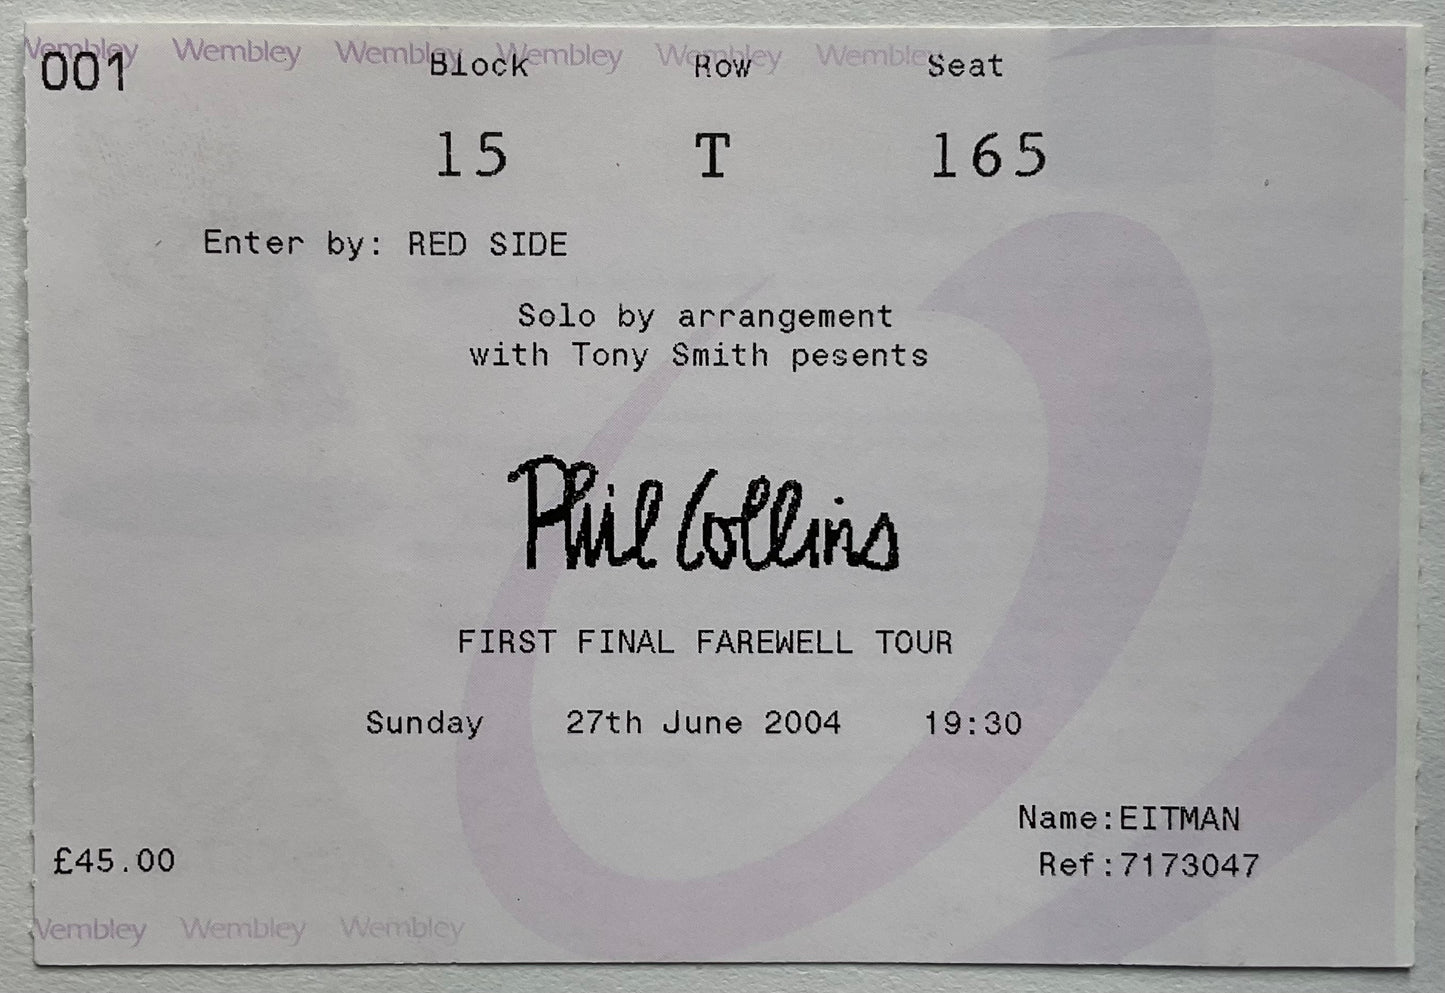 Wembley Wembley Wembley Wembley Wembley Wembley
001 Block Row Seat
15 T 165
Enter by: RED SIDE
Solo by arrangement
with Tony Smith pesents
Phil Collins
FIRST FINAL FAREWELL TOUR
Sunday 27th June 2004 19:30
Name:EITMAN
£45.00
Ref:7173047
Wembley Wembley Wembley